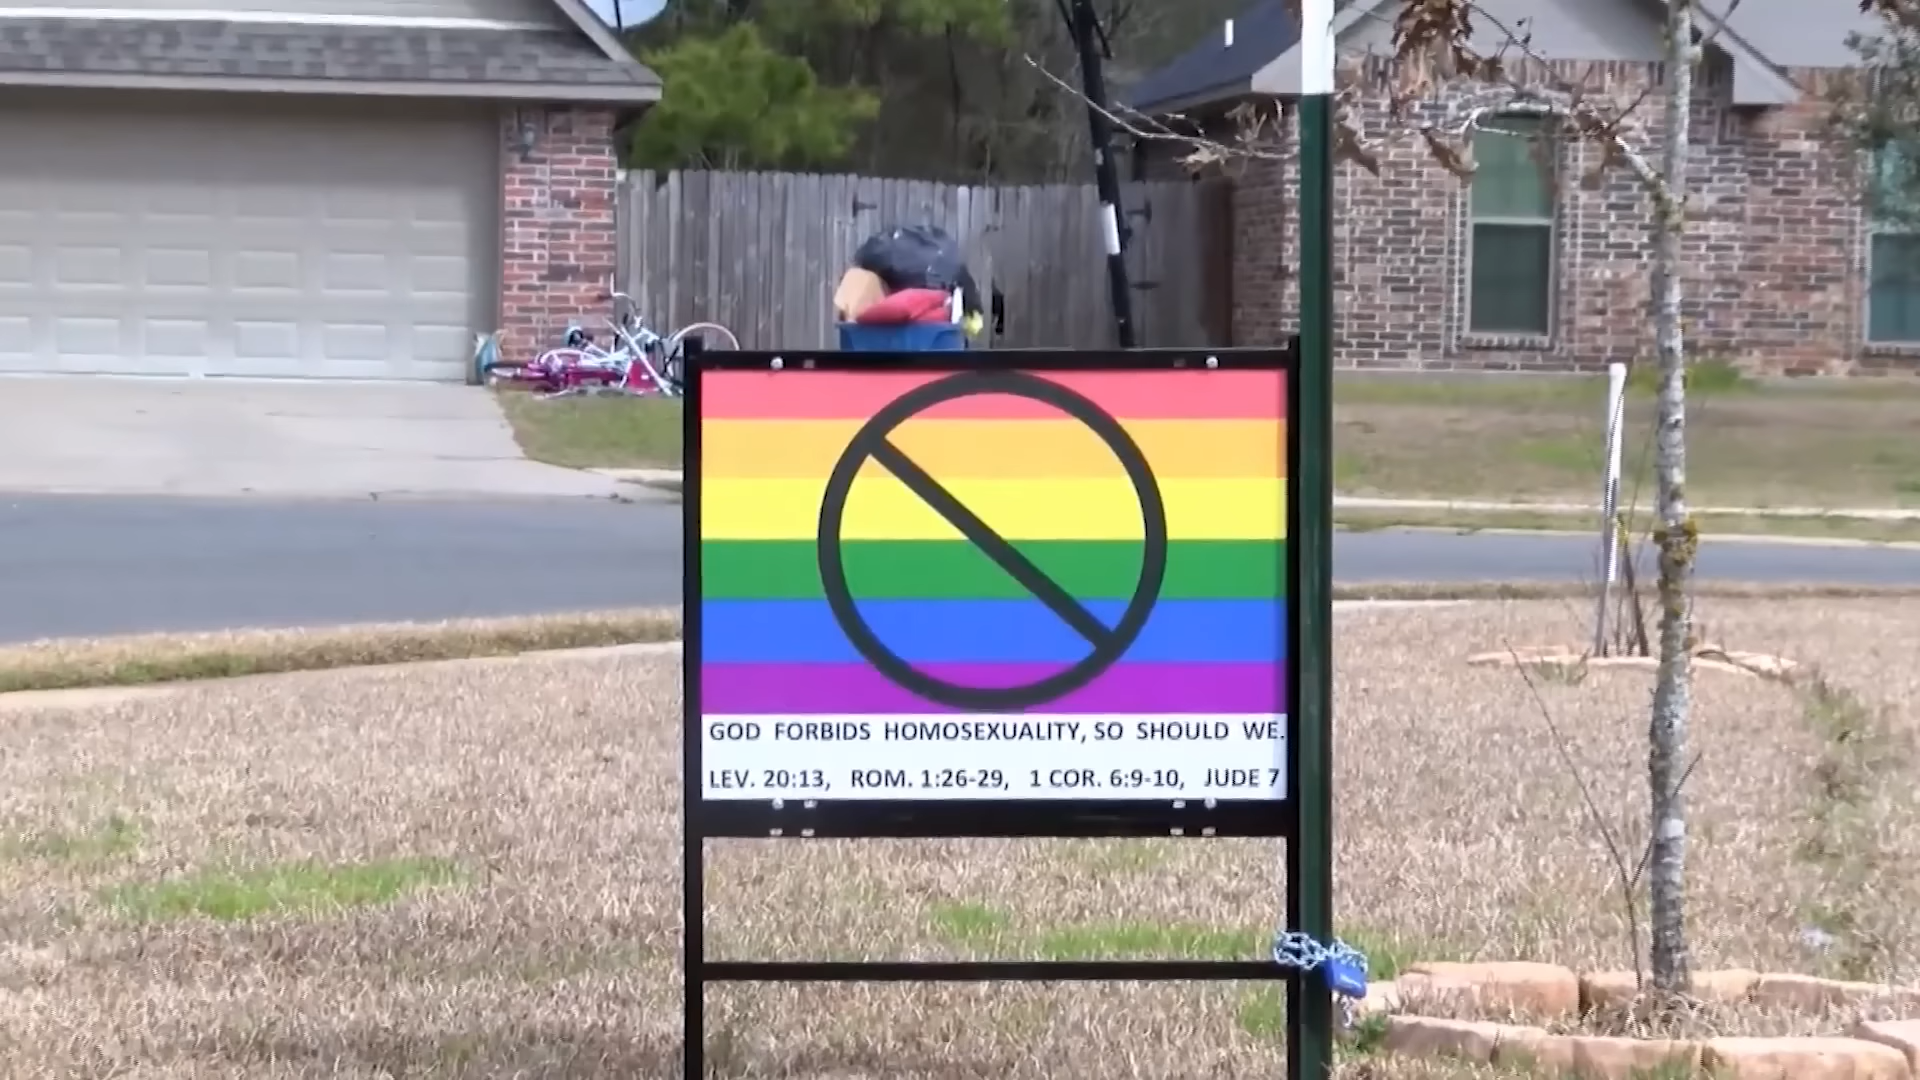 GOD FORBIDS HOMOSEXUALITY, SO SHOULD WE.
LEV. 20:13, ROM. 1:26-29, 1 COR. 6:9-10, JUDE 7